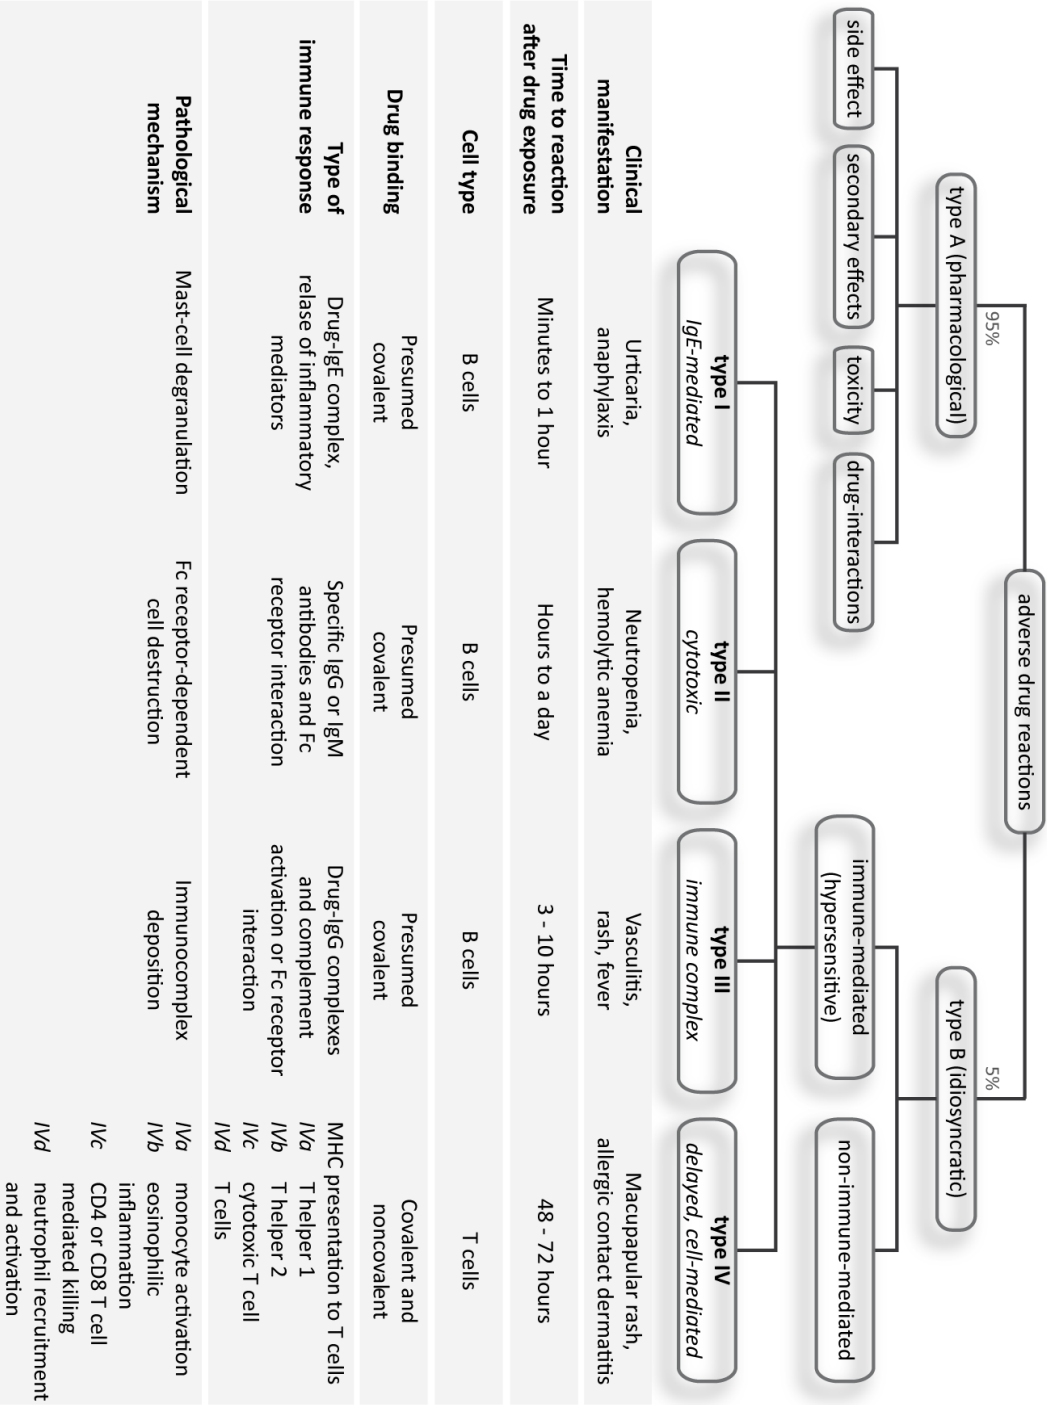 adverse drug reactions
95%
5%
type A (pharmacological)
type B (idiosyncratic)
side effect
secondary effects
toxicity
drug-interactions
immune-mediated
(hypersensitive)
non-immune-mediated
type I
IgE-mediated
type II
cytotoxic
type III
immune complex
type IV
delayed, cell-mediated
Clinical
manifestation
Urticaria,
anaphylaxis
Neutropenia,
hemolytic anemia
Vasculitis,
rash, fever
Macupapular rash,
allergic contact dermatitis
Time to reaction
after drug exposure
Minutes to 1 hour
Hours to a day
3 - 10 hours
48 - 72 hours
Cell type
B cells
B cells
B cells
T cells
Drug binding
Presumed
covalent
Presumed
covalent
Presumed
covalent
Covalent and
noncovalent
Type of
immune response
Drug-IgE complex,
relase of inflammatory
mediators
Specific IgG or IgM
antibodies and Fc
receptor interaction
Drug-IgG complexes
and complement
activation or Fc receptor
interaction
MHC presentation to T cells
IVa T helper 1
IVb T helper 2
IVc cytotoxic T cell
IVd T cells
Pathological
mechanism
Mast-cell degranulation
Fc receptor-dependent
cell destruction
Immunocomplex
deposition
IVa monocyte activation
IVb eosinophilic
inflammation
IVc CD4 or CD8 T cell
mediated killing
IVd neutrophil recruitment
and activation